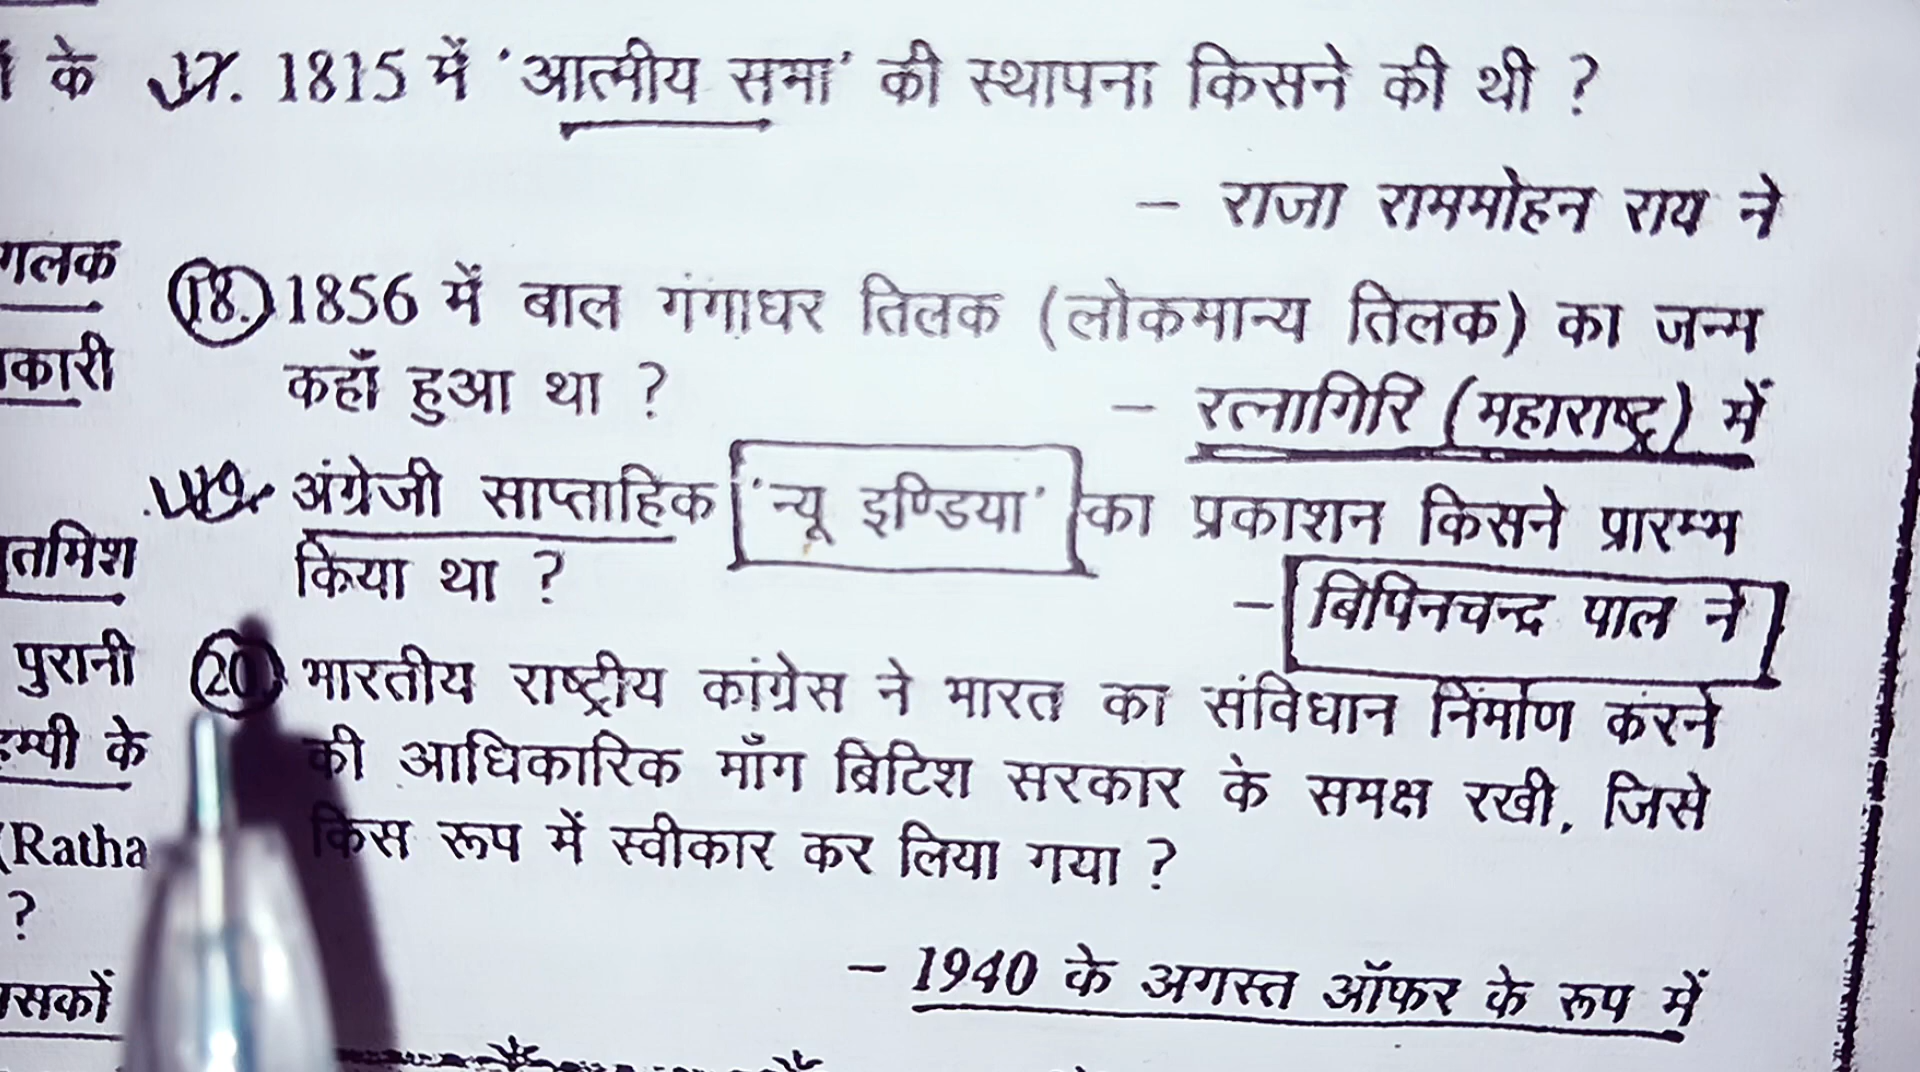 के 17. 1815 में 'आत्मीय सभा' की स्थापना किसने की थी ?
– राजा राममोहन राय ने
18. 1856 में बाल गंगाधर तिलक (लोकमान्य तिलक) का जन्म
कहाँ हुआ था ? – रत्नागिरि (महाराष्ट्र) में
19. अंग्रेजी साप्ताहिक 'न्यू इण्डिया' का प्रकाशन किसने प्रारम्भ
किया था ? – बिपिनचन्द्र पाल ने
20. भारतीय राष्ट्रीय कांग्रेस ने भारत का संविधान निर्माण करने
की आधिकारिक माँग ब्रिटिश सरकार के समक्ष रखी, जिसे
किस रूप में स्वीकार कर लिया गया ?
– 1940 के अगस्त ऑफर के रूप में
गलक
कारी
तमिश
पुरानी
म्पी के
(Ratha
?
सकों